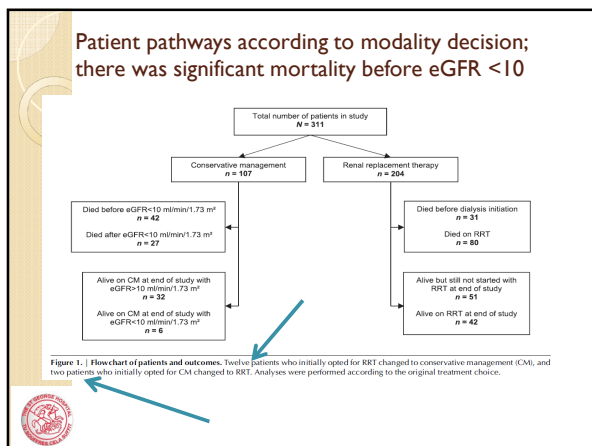 Patient pathways according to modality decision;
there was significant mortality before eGFR <10
Total number of patients in study
N = 311
Conservative management
n = 107
Renal replacement therapy
n = 204
Died before eGFR<10 ml/min/1.73 m²
n = 42
Died after eGFR<10 ml/min/1.73 m²
n = 27
Died before dialysis initiation
n = 31
Died on RRT
n = 80
Alive on CM at end of study with
eGFR>10 ml/min/1.73 m²
n = 32
Alive on CM at end of study with
eGFR<10 ml/min/1.73 m²
n = 6
Alive but still not started with
RRT at end of study
n = 51
Alive on RRT at end of study
n = 42
Figure 1. | Flowchart of patients and outcomes. Twelve patients who initially opted for RRT changed to conservative management (CM), and
two patients who initially opted for CM changed to RRT. Analyses were performed according to the original treatment choice.
THE ST GEORGE HOSPITAL